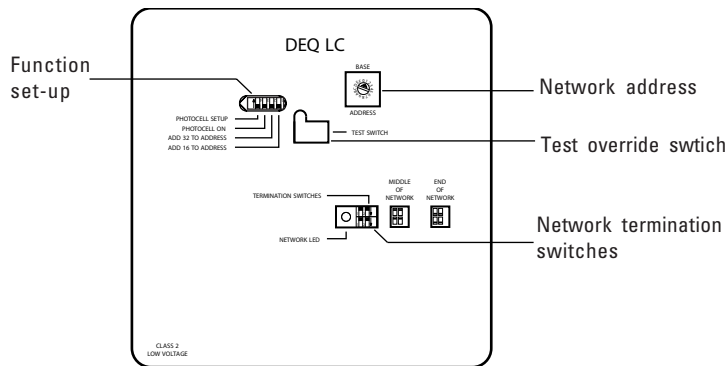 DEQ LC
Function
set-up
BASE
Network address
ADDRESS
PHOTOCELL SETUP
PHOTOCELL ON
ADD 32 TO ADDRESS
ADD 16 TO ADDRESS
TEST SWITCH
Test override swtich
MIDDLE
OF
NETWORK
END
OF
NETWORK
TERMINATION SWITCHES
Network termination
switches
NETWORK LED
CLASS 2
LOW VOLTAGE